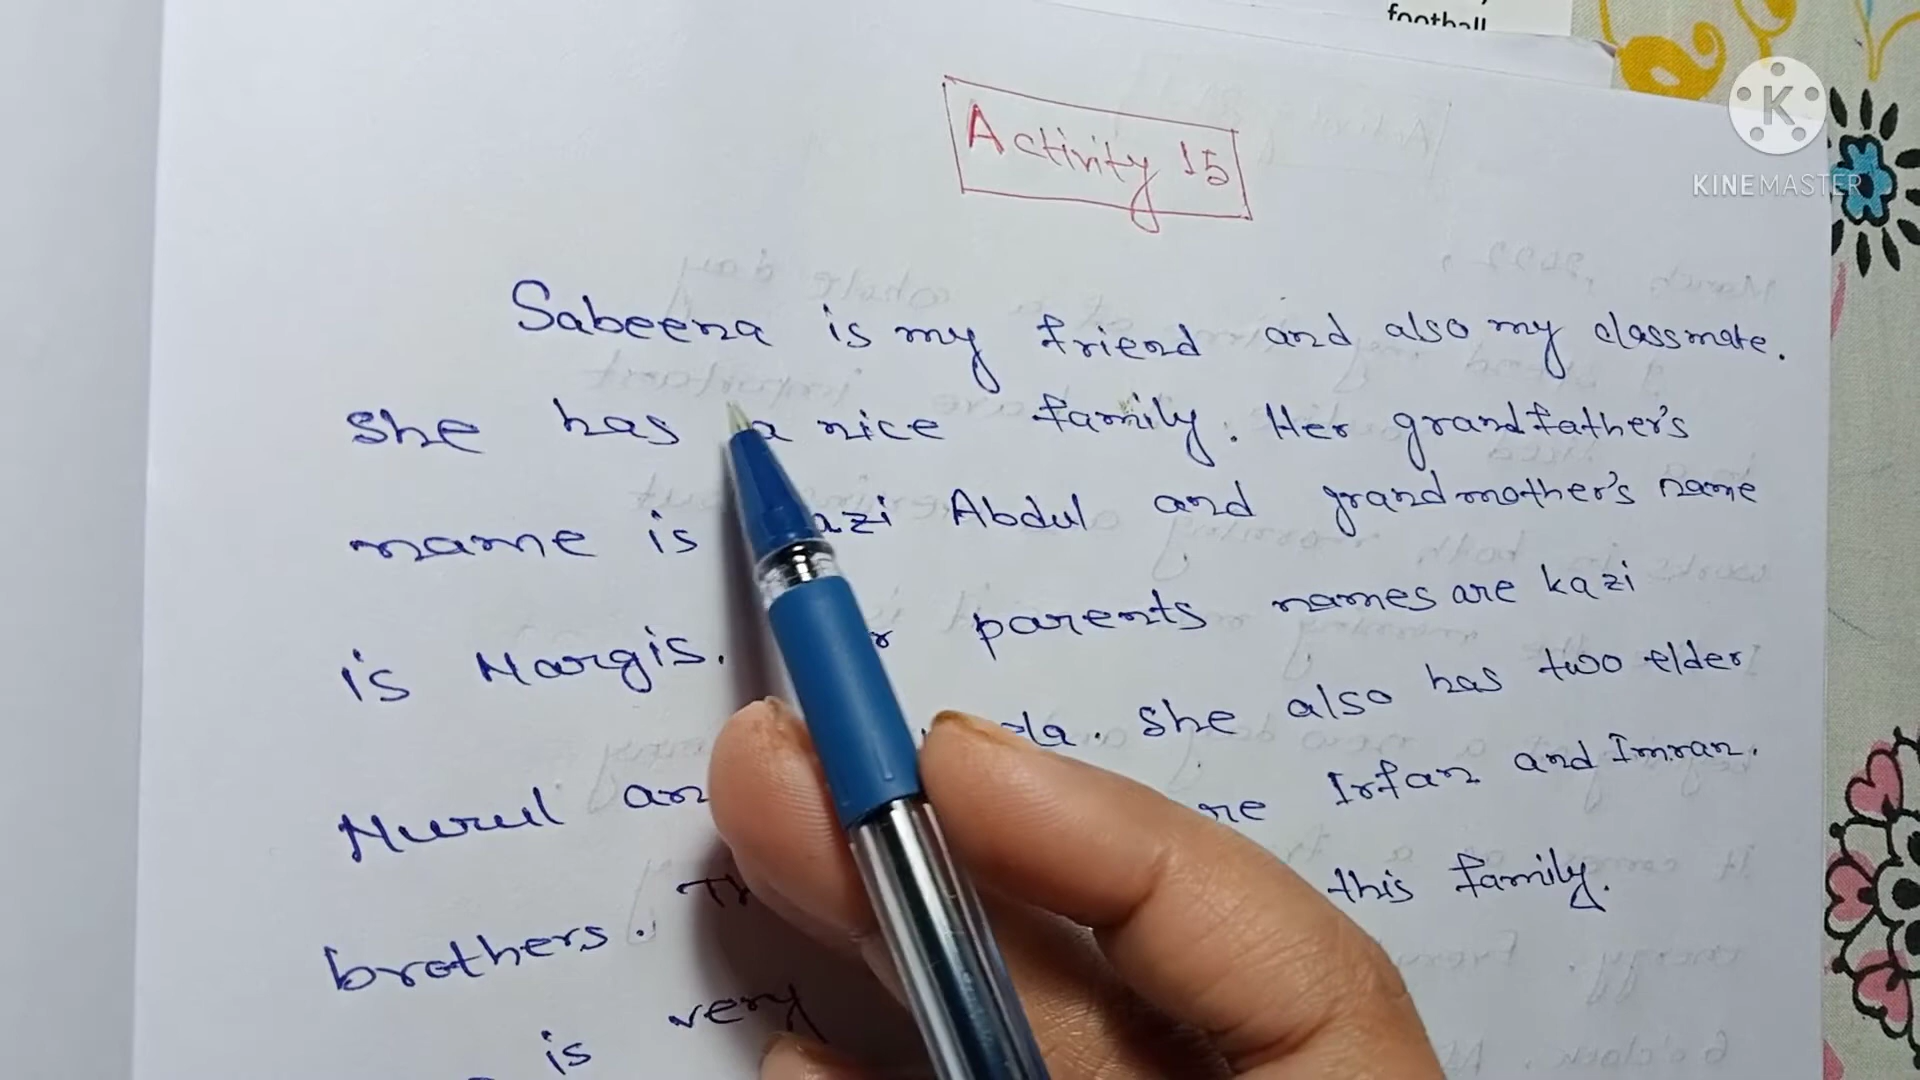 football
K
KINEMASTER
Activity 15
Sabeena is my friend and also my classmate.
She has a nice family. Her grandfather's
name is Abdul and grandmother's name
is Nargis. parents names are kazi
Nurul She also has two elder
brothers. Irfan and Imran.
this family.
is very